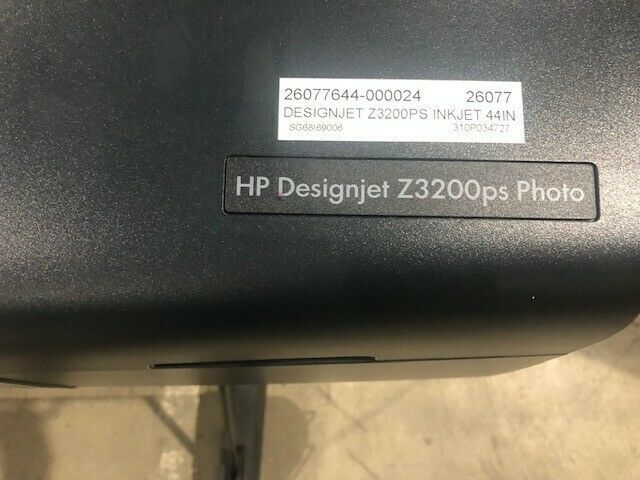 26077644-000024 26077
DESIGNJET Z3200PS INKJET 44IN
SG68I69006 310P034727
HP Designjet Z3200ps Photo